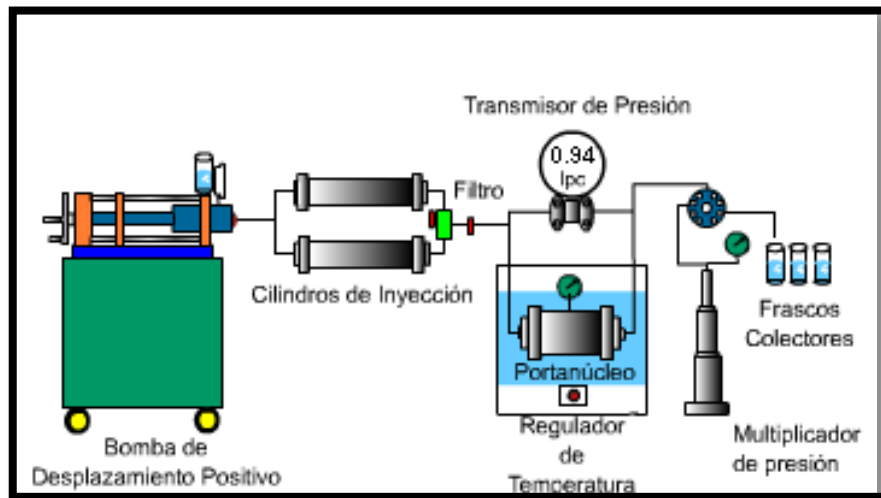 Transmisor de Presión
0.94
lpc
Filtro
Cilindros de Inyección
Portanúcleo
Frascos
Colectores
Bomba de
Desplazamiento Positivo
Regulador
de
Temperatura
Multiplicador
de presión